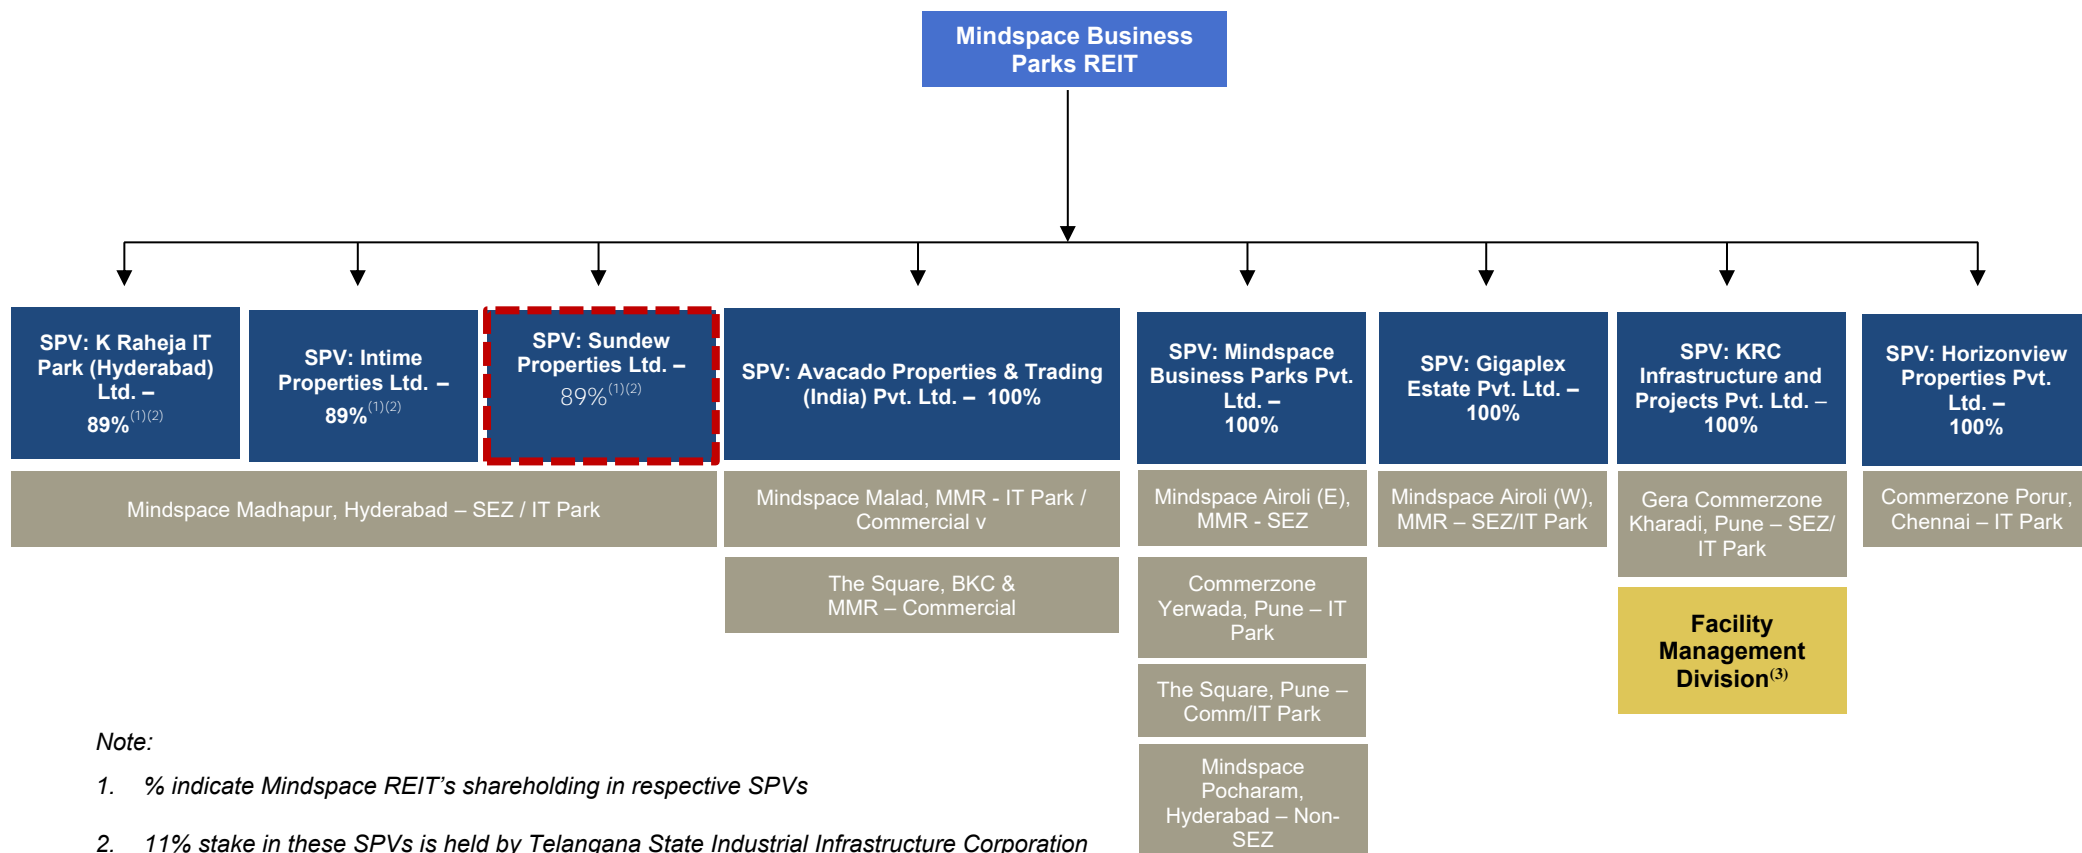 Mindspace Business
Parks REIT
SPV: K Raheja IT
Park (Hyderabad)
Ltd. –
89%(1)(2)
SPV: Intime
Properties Ltd. –
89%(1)(2)
SPV: Sundew
Properties Ltd. –
89%(1)(2)
SPV: Avacado Properties & Trading
(India) Pvt. Ltd. – 100%
SPV: Mindspace
Business Parks Pvt.
Ltd. –
100%
SPV: Gigaplex
Estate Pvt. Ltd. –
100%
SPV: KRC
Infrastructure and
Projects Pvt. Ltd. –
100%
SPV: Horizonview
Properties Pvt.
Ltd. –
100%
Mindspace Madhapur, Hyderabad – SEZ / IT Park
Mindspace Malad, MMR - IT Park /
Commercial v
Mindspace Airoli (E),
MMR - SEZ
Mindspace Airoli (W),
MMR – SEZ/IT Park
Gera Commerzone
Kharadi, Pune – SEZ/
IT Park
Commerzone Porur,
Chennai – IT Park
The Square, BKC &
MMR – Commercial
Commerzone
Yerwada, Pune – IT
Park
Facility
Management
Division(3)
The Square, Pune –
Comm/IT Park
Mindspace
Pocharam,
Hyderabad – Non-
SEZ
Note:
1. % indicate Mindspace REIT's shareholding in respective SPVs
2. 11% stake in these SPVs is held by Telangana State Industrial Infrastructure Corporation